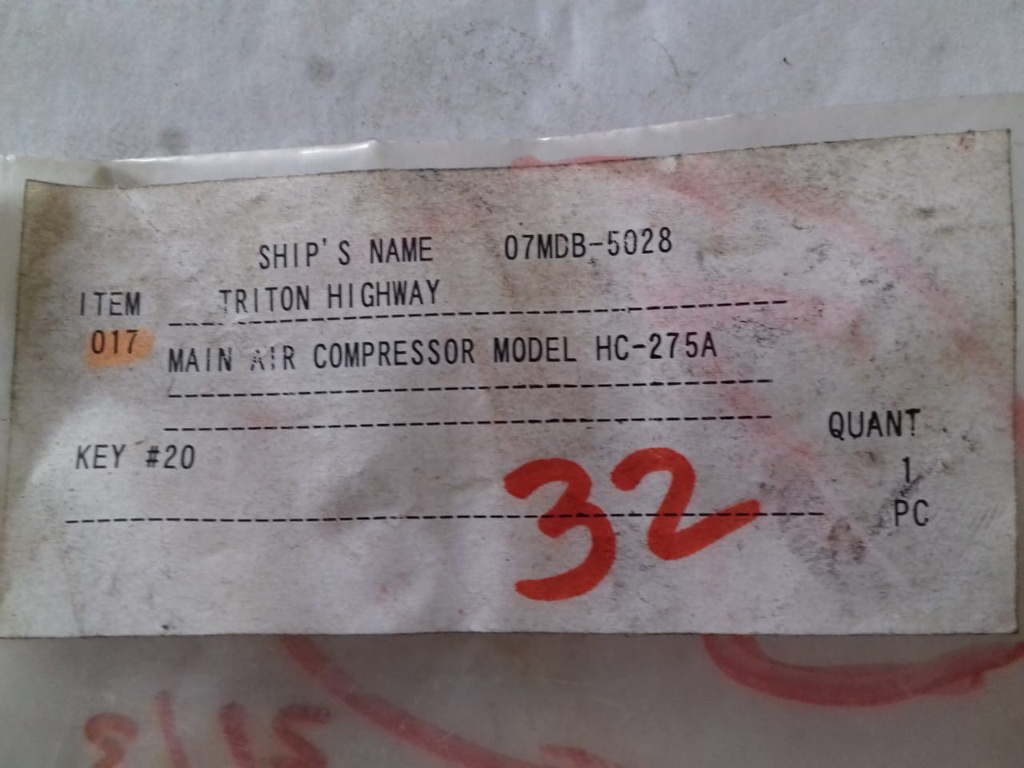 SHIP'S NAME 07MDB-5028
ITEM TRITON HIGHWAY
017 MAIN AIR COMPRESSOR MODEL HC-275A
QUANT
KEY #20 1
32 PC